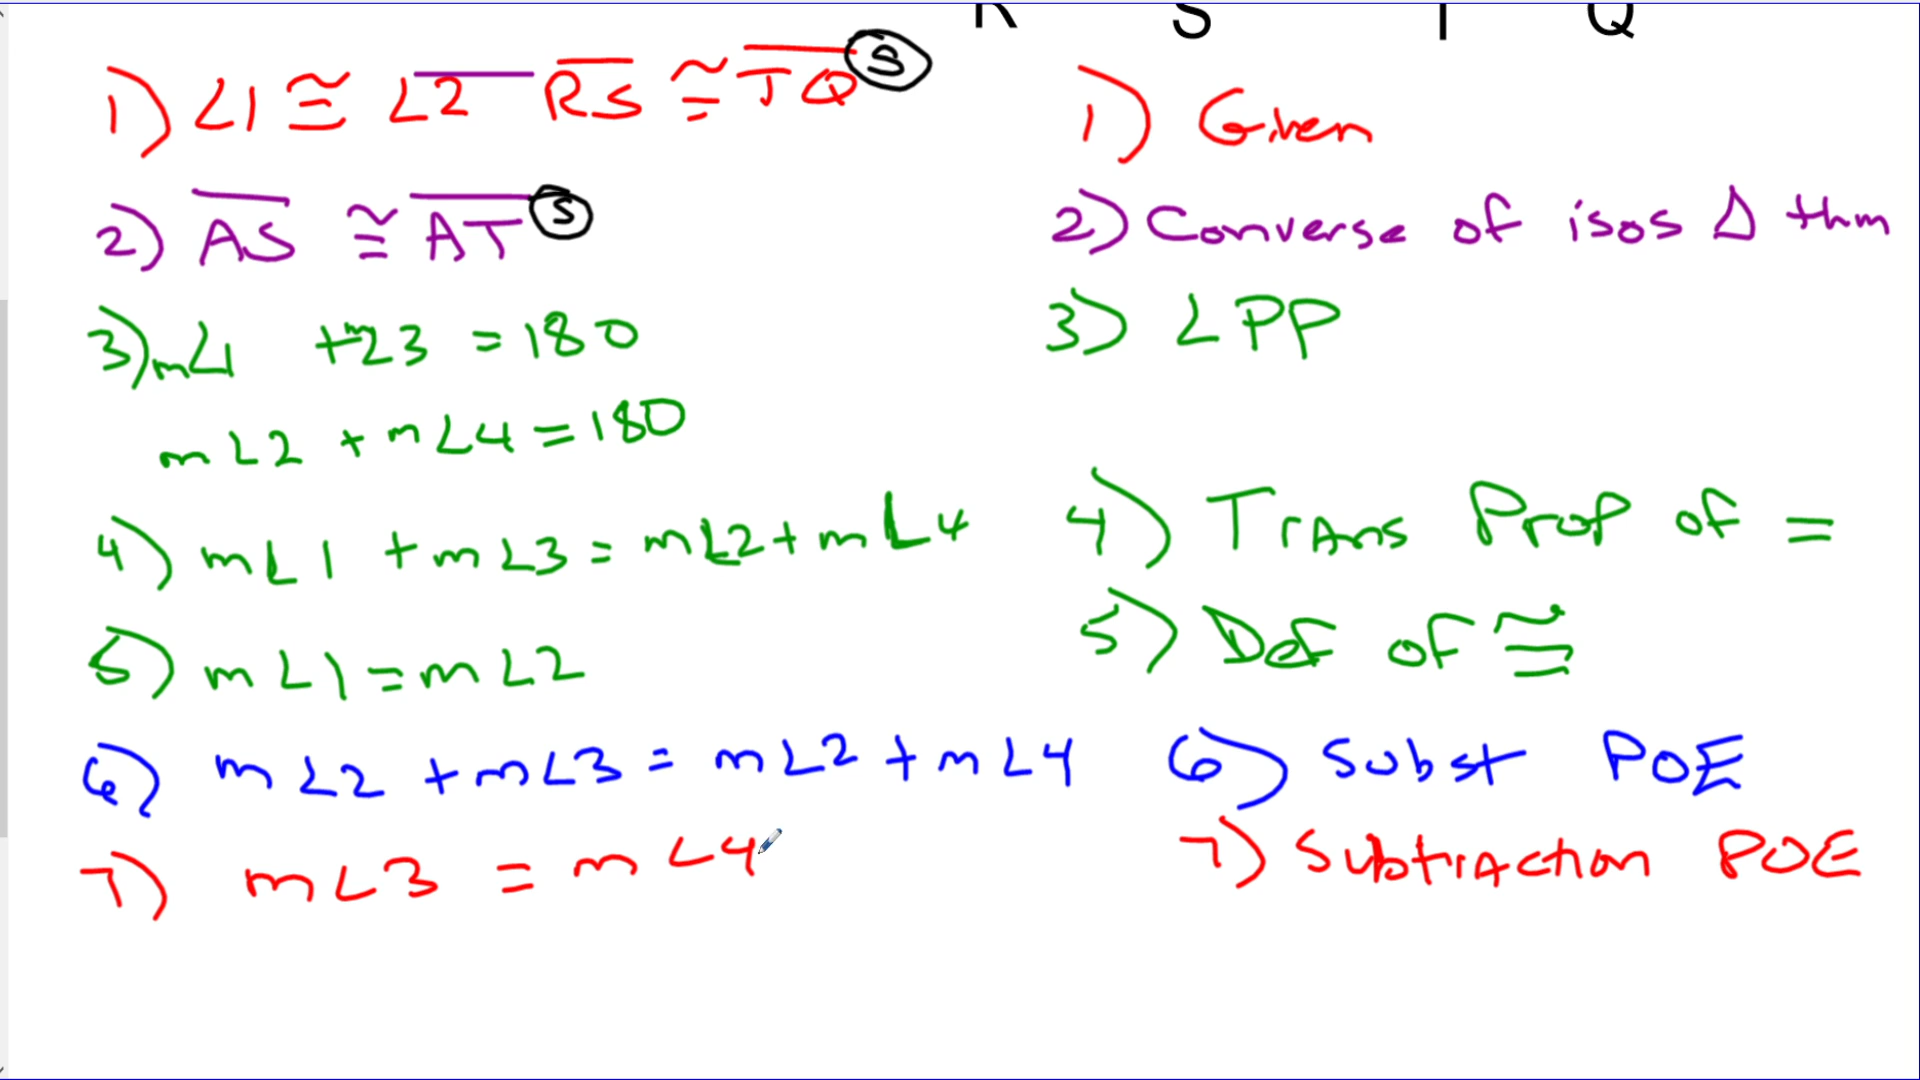 R S T Q
1) ∠1 ≅ ∠2 RS ≅ TQ Ⓢ 1) Given
2) AS ≅ AT Ⓢ 2) Converse of isos Δ thm
3) m∠1 + m∠3 = 180 3) LPP
m∠2 + m∠4 = 180
4) m∠1 + m∠3 = m∠2 + m∠4 4) Trans Prop of =
5) m∠1 = m∠2 5) Def of ≅
6) m∠2 + m∠3 = m∠2 + m∠4 6) Subst POE
7) m∠3 = m∠4 7) Subtraction POE